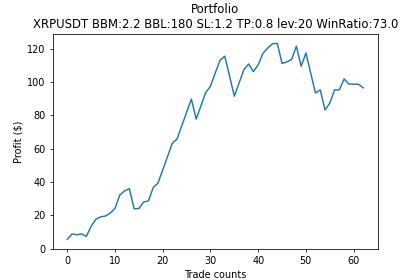 Portfolio
XRPUSDT BBM:2.2 BBL:180 SL:1.2 TP:0.8 lev:20 WinRatio:73.0
Profit ($)
120
100
80
60
40
20
0
0 10 20 30 40 50 60
Trade counts